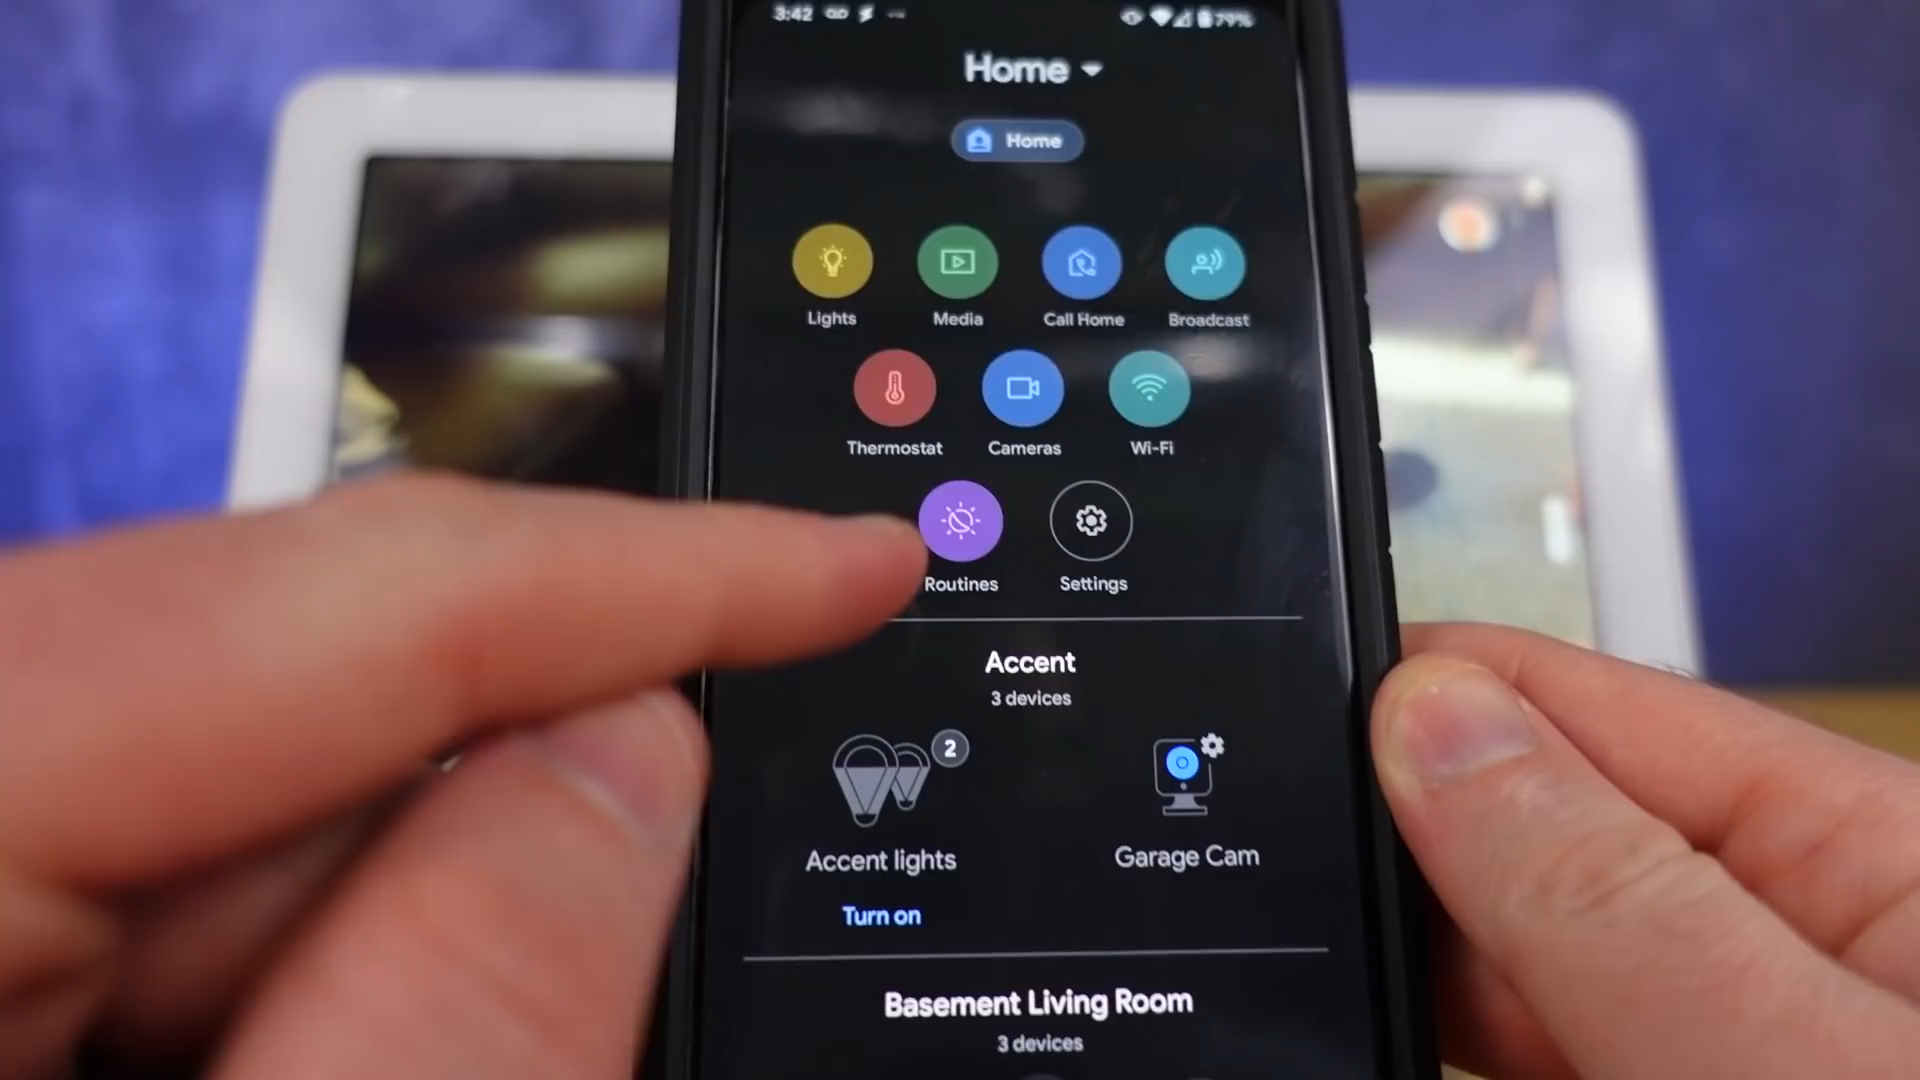 3:42
79%
Home
Home
Lights Media Call Home Broadcast
Thermostat Cameras Wi-Fi
Routines Settings
Accent
3 devices
2
Accent lights Garage Cam
Turn on
Basement Living Room
3 devices